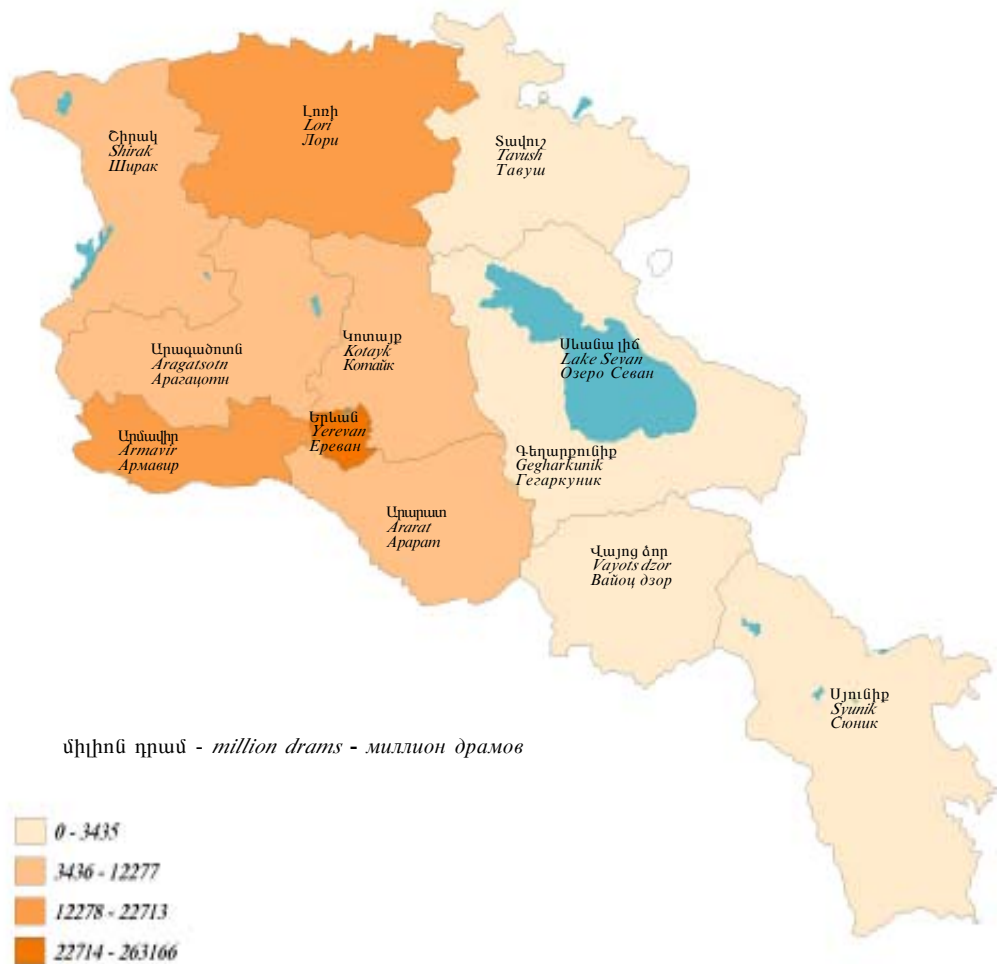 Լոռի
Lori
Лори
Շիրակ
Shirak
Ширак
Տավուշ
Tavush
Тавуш
Կոտայք
Kotayk
Котайк
Սևանա լիճ
Lake Sevan
Озеро Севан
Արագածոտն
Aragatsotn
Арагацотн
Երևան
Yerevan
Ереван
Արմավիր
Armavir
Армавир
Գեղարքունիք
Gegharkunik
Гегаркуник
Արարատ
Ararat
Арарат
Վայոց ձոր
Vayots dzor
Вайоц дзор
Սյունիք
Syunik
Сюник
միլիոն դրամ - million drams - миллион драмов
0 - 3435
3436 - 12277
12278 - 22713
22714 - 263166